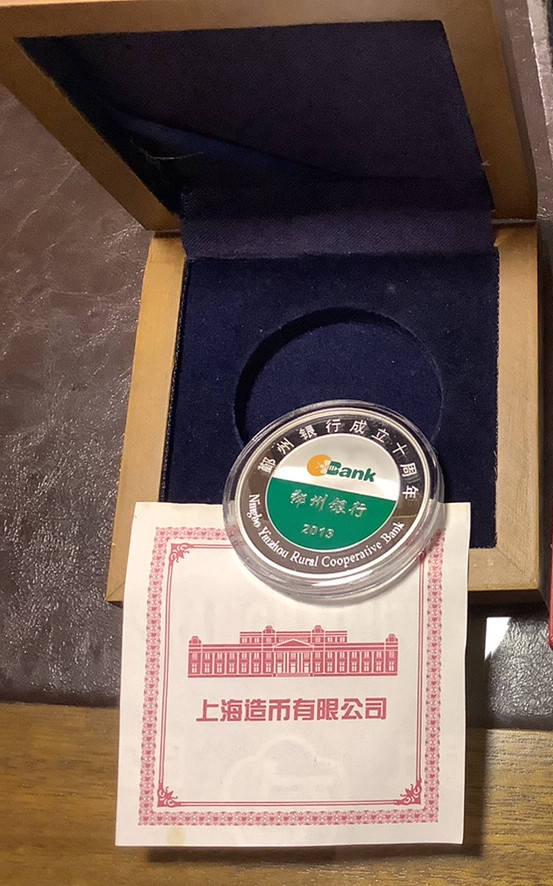 鄞州银行成立十周年
Bank
鄞州银行
2013
Ningbo Yinzhou Rural Cooperative Bank
上海造币有限公司